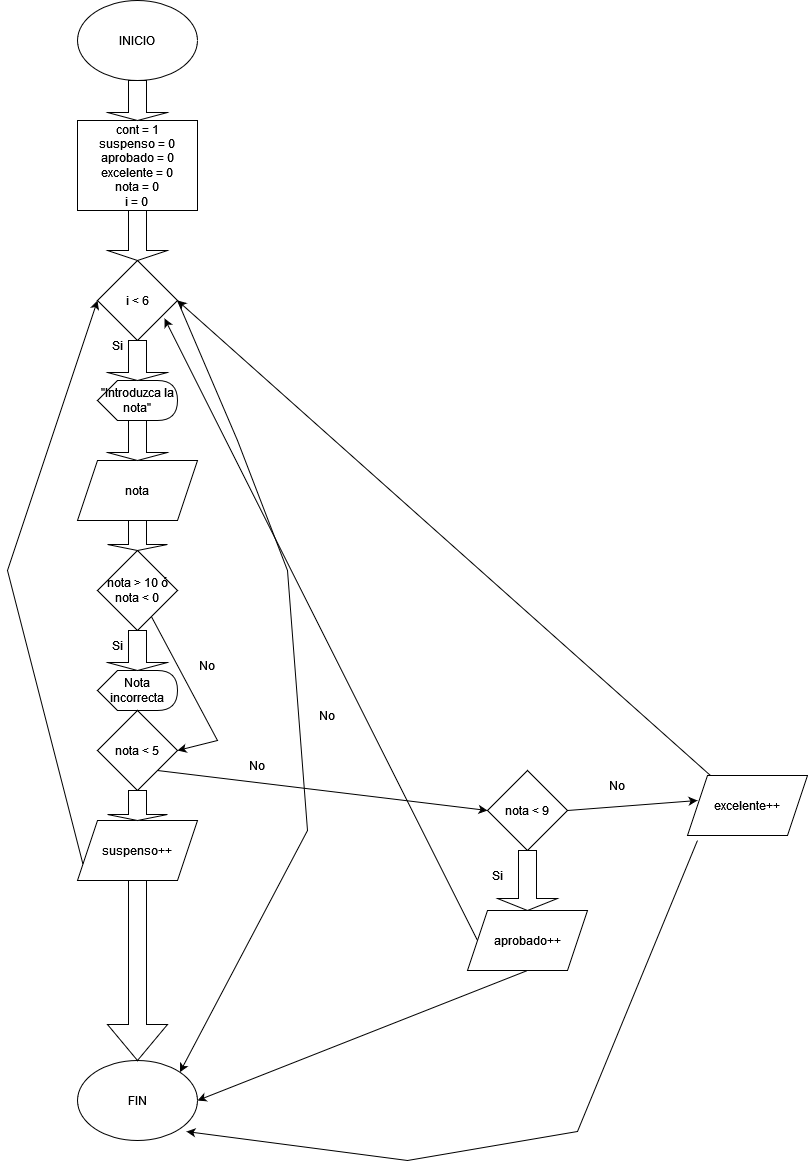 INICIO
cont = 1
suspenso = 0
aprobado = 0
excelente = 0
nota = 0
i = 0
i < 6
Si
"Introduzca la
nota"
nota
nota > 10 ó
nota < 0
Si
No
Nota
incorrecta
No
nota < 5
No
nota < 9
No
excelente++
suspenso++
Si
aprobado++
FIN